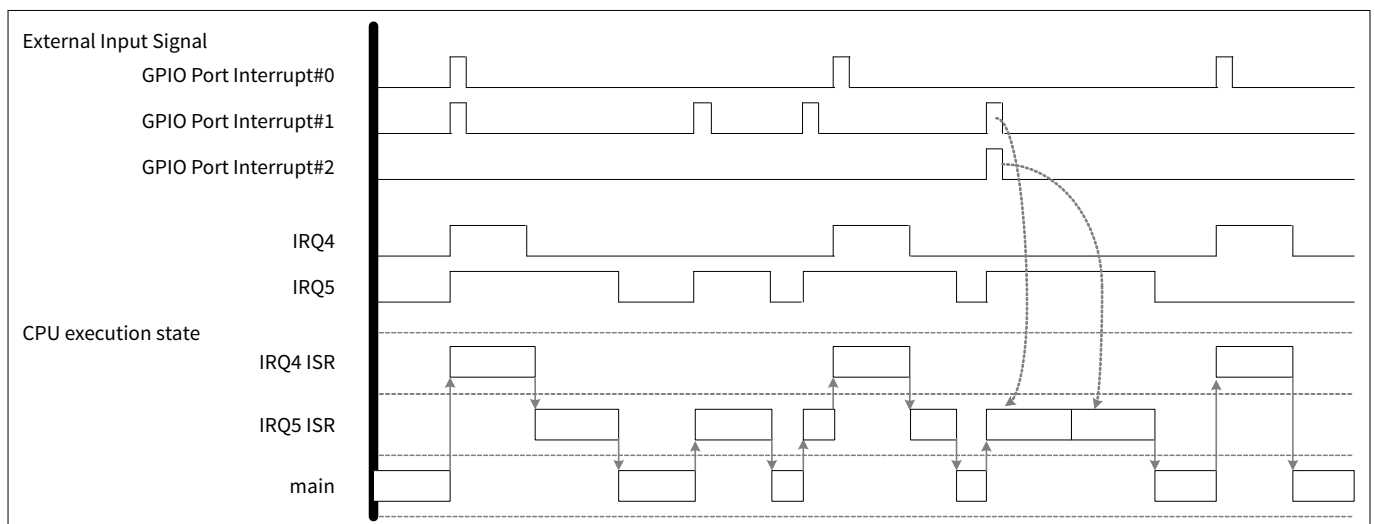 External Input Signal
GPIO Port Interrupt#0
GPIO Port Interrupt#1
GPIO Port Interrupt#2
IRQ4
IRQ5
CPU execution state
IRQ4 ISR
IRQ5 ISR
main